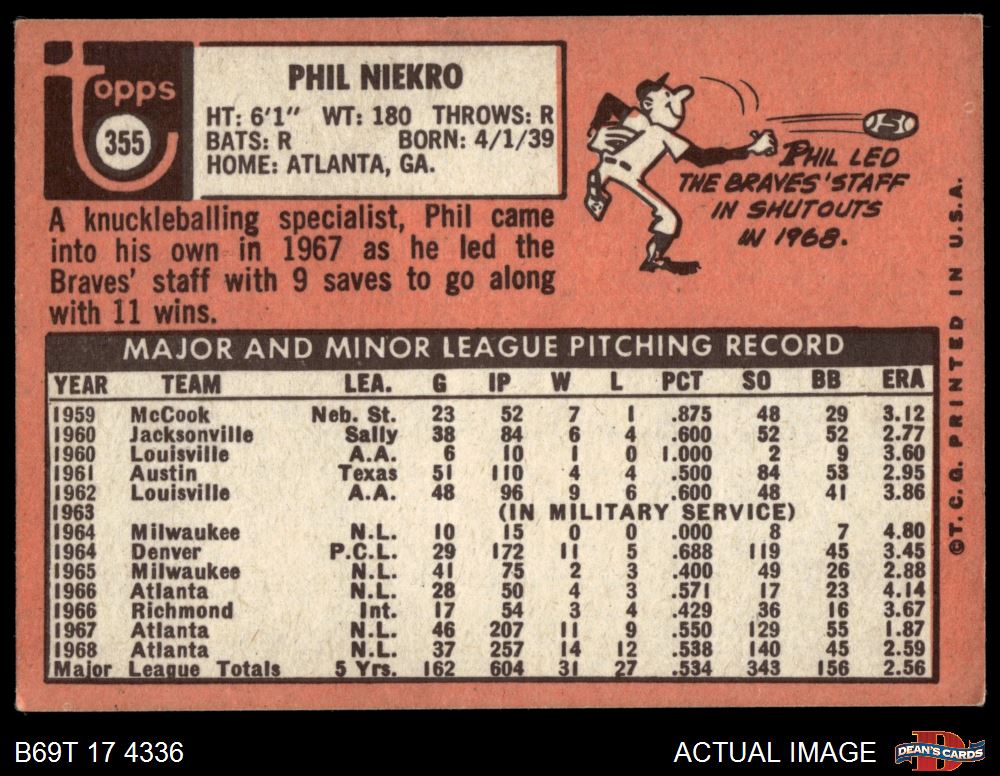 topps
355
PHIL NIEKRO
HT: 6'1" WT: 180 THROWS: R
BATS: R BORN: 4/1/39
HOME: ATLANTA, GA.
PHIL LED
THE BRAVES' STAFF
IN SHUTOUTS
IN 1968.
A knuckleballing specialist, Phil came
into his own in 1967 as he led the
Braves' staff with 9 saves to go along
with 11 wins.
MAJOR AND MINOR LEAGUE PITCHING RECORD
YEAR TEAM LEA. G IP W L PCT SO BB ERA
1959 McCook Neb. St. 23 52 7 1 .875 48 29 3.12
1960 Jacksonville Sally 38 84 6 4 .600 52 52 2.77
1960 Louisville A.A. 6 10 1 0 1.000 2 9 3.60
1961 Austin Texas 51 110 4 4 .500 84 53 2.95
1962 Louisville A.A. 48 96 9 6 .600 48 41 3.86
1963 (IN MILITARY SERVICE)
1964 Milwaukee N.L. 10 15 0 0 .000 8 7 4.80
1964 Denver P.C.L. 29 172 11 5 .688 119 45 3.45
1965 Milwaukee N.L. 41 75 2 3 .400 49 26 2.88
1966 Atlanta N.L. 28 50 4 3 .571 17 23 4.14
1966 Richmond Int. 17 54 3 4 .429 36 16 3.67
1967 Atlanta N.L. 46 207 11 9 .550 129 55 1.87
1968 Atlanta N.L. 37 257 14 12 .538 140 45 2.59
Major League Totals 5 Yrs. 162 604 31 27 .534 343 156 2.56
©T.C.G. PRINTED IN U.S.A.
B69T 17 4336
ACTUAL IMAGE
D
DEAN'S CARDS